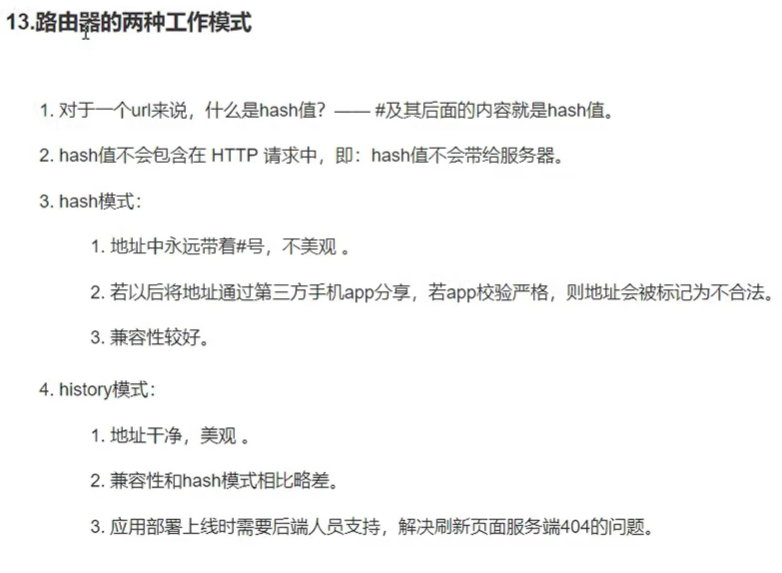 13.路由器的两种工作模式
1. 对于一个url来说，什么是hash值？—— #及其后面的内容就是hash值。
2. hash值不会包含在 HTTP 请求中，即：hash值不会带给服务器。
3. hash模式：
1. 地址中永远带着#号，不美观 。
2. 若以后将地址通过第三方手机app分享，若app校验严格，则地址会被标记为不合法。
3. 兼容性较好。
4. history模式：
1. 地址干净，美观 。
2. 兼容性和hash模式相比略差。
3. 应用部署上线时需要后端人员支持，解决刷新页面服务端404的问题。